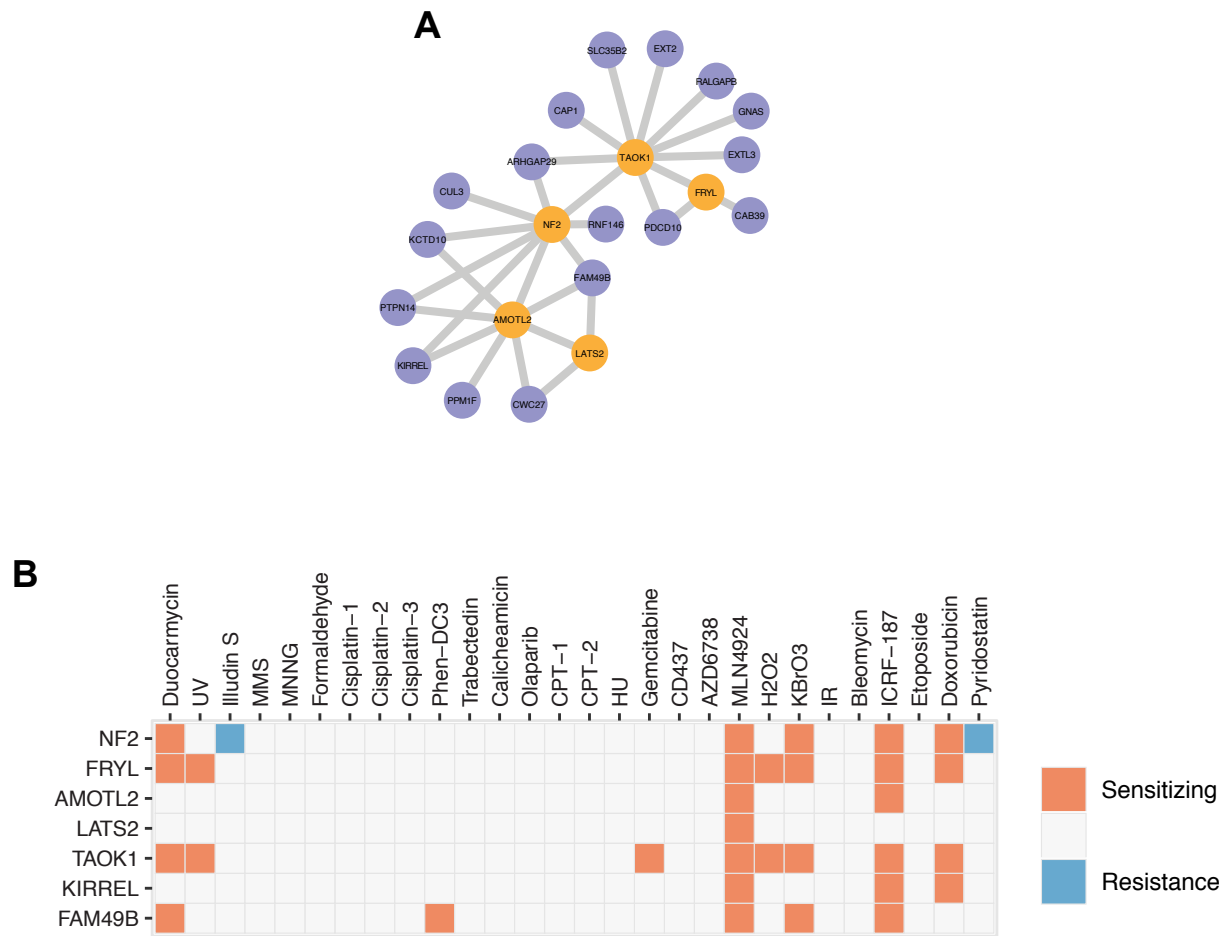 A
SLC35B2
EXT2
RALGAPB
CAP1
GNAS
ARHGAP29
TAOK1
EXTL3
CUL3
FRYL
NF2
RNF146
PDCD10
CAB39
KCTD10
FAM49B
PTPN14
AMOTL2
LATS2
KIRREL
PPM1F
CWC27
B
Duocarmycin
UV
Illudin S
MMS
MNNG
Formaldehyde
Cisplatin−1
Cisplatin−2
Cisplatin−3
Phen−DC3
Trabectedin
Calicheamicin
Olaparib
CPT−1
CPT−2
HU
Gemcitabine
CD437
AZD6738
MLN4924
H2O2
KBrO3
IR
Bleomycin
ICRF−187
Etoposide
Doxorubicin
Pyridostatin
NF2
FRYL
AMOTL2
LATS2
TAOK1
KIRREL
FAM49B
Sensitizing
Resistance